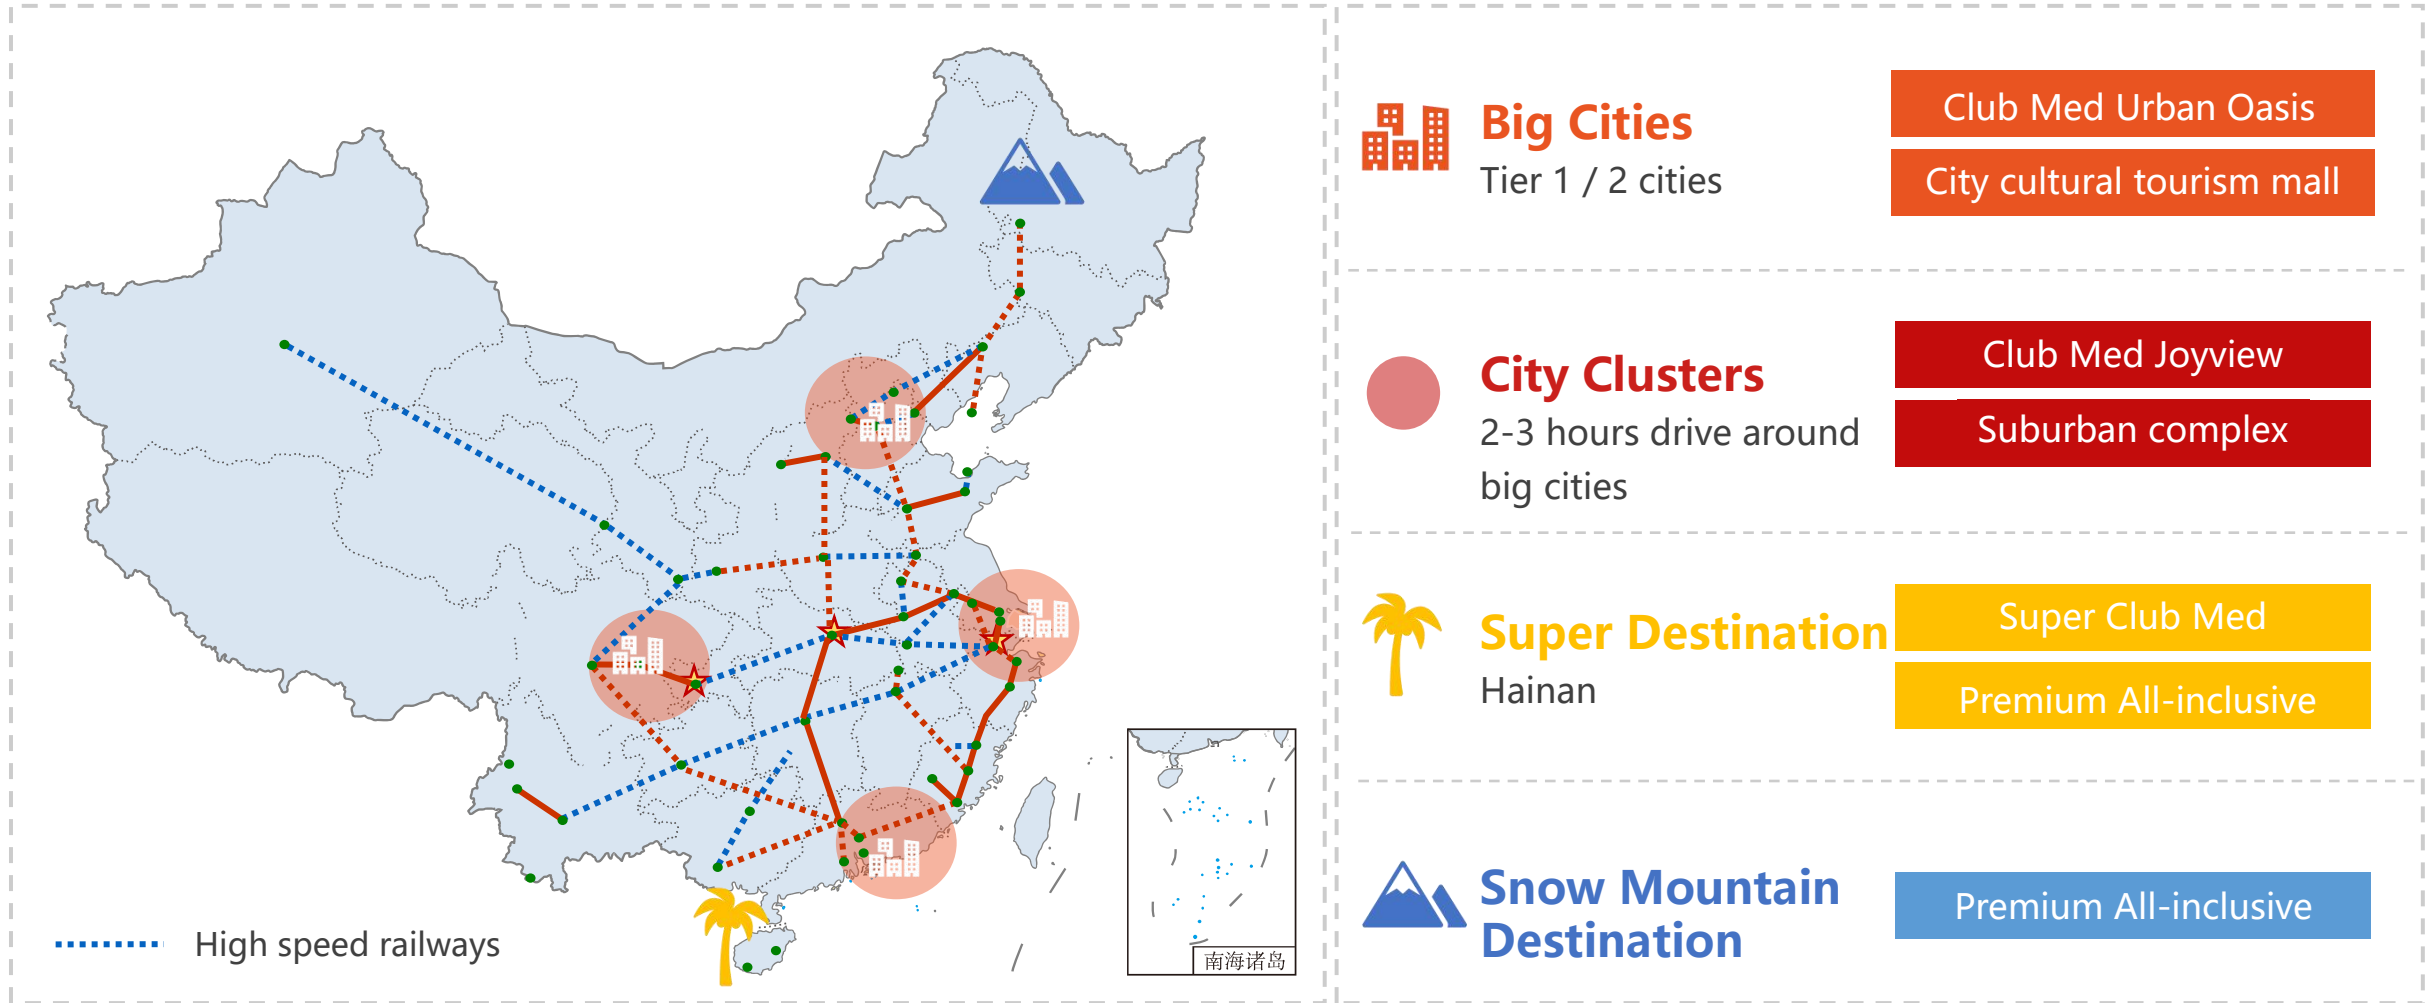 High speed railways
南海诸岛
Big Cities
Tier 1 / 2 cities
Club Med Urban Oasis
City cultural tourism mall
City Clusters
2-3 hours drive around
big cities
Club Med Joyview
Suburban complex
Super Destination
Hainan
Super Club Med
Premium All-inclusive
Snow Mountain
Destination
Premium All-inclusive